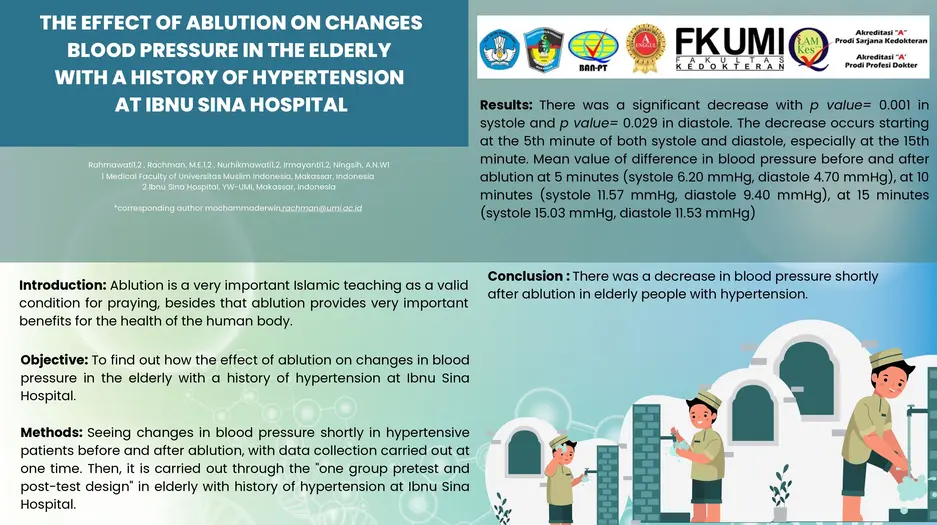 THE EFFECT OF ABLUTION ON CHANGES
BLOOD PRESSURE IN THE ELDERLY
WITH A HISTORY OF HYPERTENSION
AT IBNU SINA HOSPITAL
Rahmawati1,2 , Rachman, M.E.1,2 , Nurhikmawati1,2, Irmayanti1,2, Ningsih, A.N.W1
1 Medical Faculty of Universitas Muslim Indonesia, Makassar, Indonesia
2 Ibnu Sina Hospital, YW-UMI, Makassar, Indonesia
*corresponding author mochammaderwin.rachman@umi.ac.id
Introduction: Ablution is a very important Islamic teaching as a valid
condition for praying, besides that ablution provides very important
benefits for the health of the human body.
Objective: To find out how the effect of ablution on changes in blood
pressure in the elderly with a history of hypertension at Ibnu Sina
Hospital.
Methods: Seeing changes in blood pressure shortly in hypertensive
patients before and after ablution, with data collection carried out at
one time. Then, it is carried out through the "one group pretest and
post-test design" in elderly with history of hypertension at Ibnu Sina
Hospital.
BAN-PT
A
UNGGUL
FKUMI
FAKULTAS
KEDOKTERAN
LAM
Kes
Akreditasi "A"
Prodi Sarjana Kedokteran
Akreditasi "A"
Prodi Profesi Dokter
Results: There was a significant decrease with p value= 0.001 in
systole and p value= 0.029 in diastole. The decrease occurs starting
at the 5th minute of both systole and diastole, especially at the 15th
minute. Mean value of difference in blood pressure before and after
ablution at 5 minutes (systole 6.20 mmHg, diastole 4.70 mmHg), at 10
minutes (systole 11.57 mmHg, diastole 9.40 mmHg), at 15 minutes
(systole 15.03 mmHg, diastole 11.53 mmHg)
Conclusion : There was a decrease in blood pressure shortly
after ablution in elderly people with hypertension.